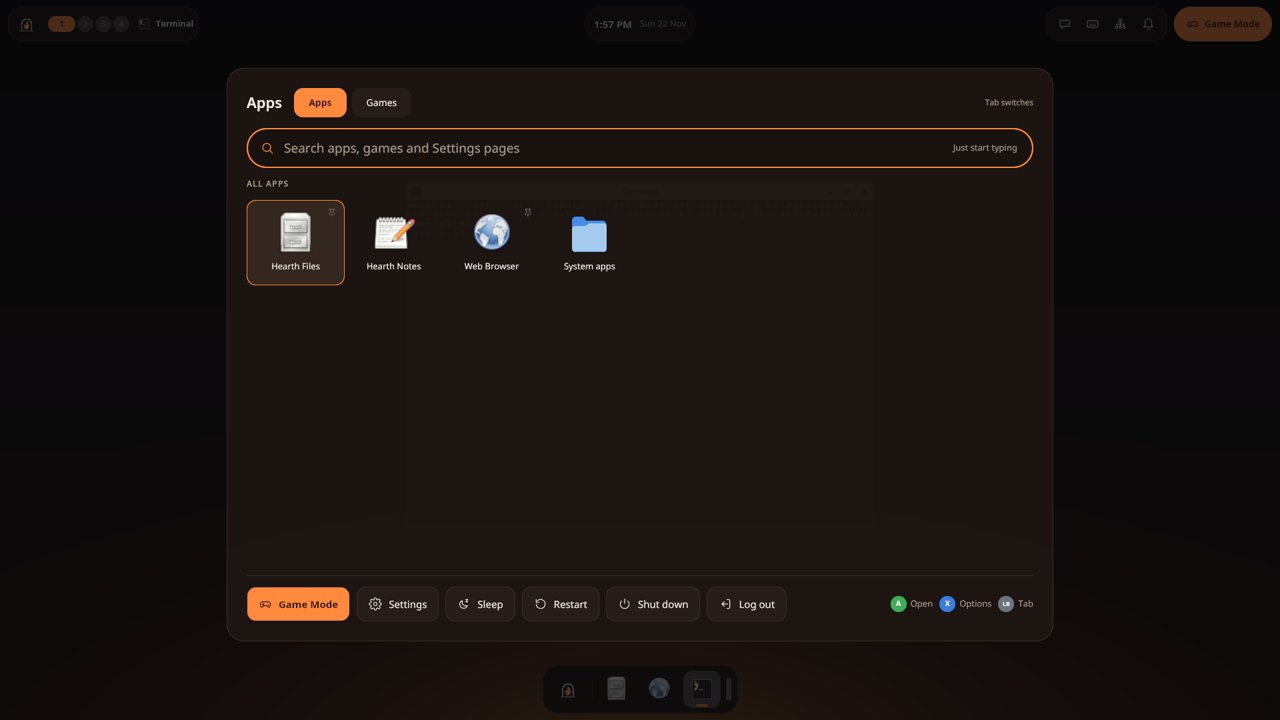 1 2 3 4 Terminal
1:57 PM Sun 22 Nov
Game Mode
Apps Apps Games Tab switches
Search apps, games and Settings pages Just start typing
ALL APPS
Hearth Files Hearth Notes Web Browser System apps
Game Mode Settings Sleep Restart Shut down Log out A Open X Options LB Tab